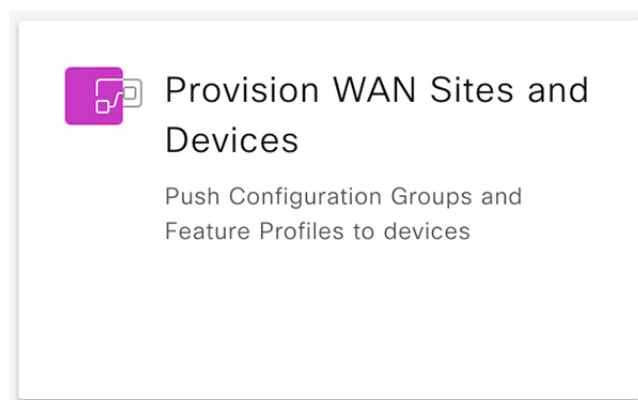 Provision WAN Sites and
Devices
Push Configuration Groups and
Feature Profiles to devices